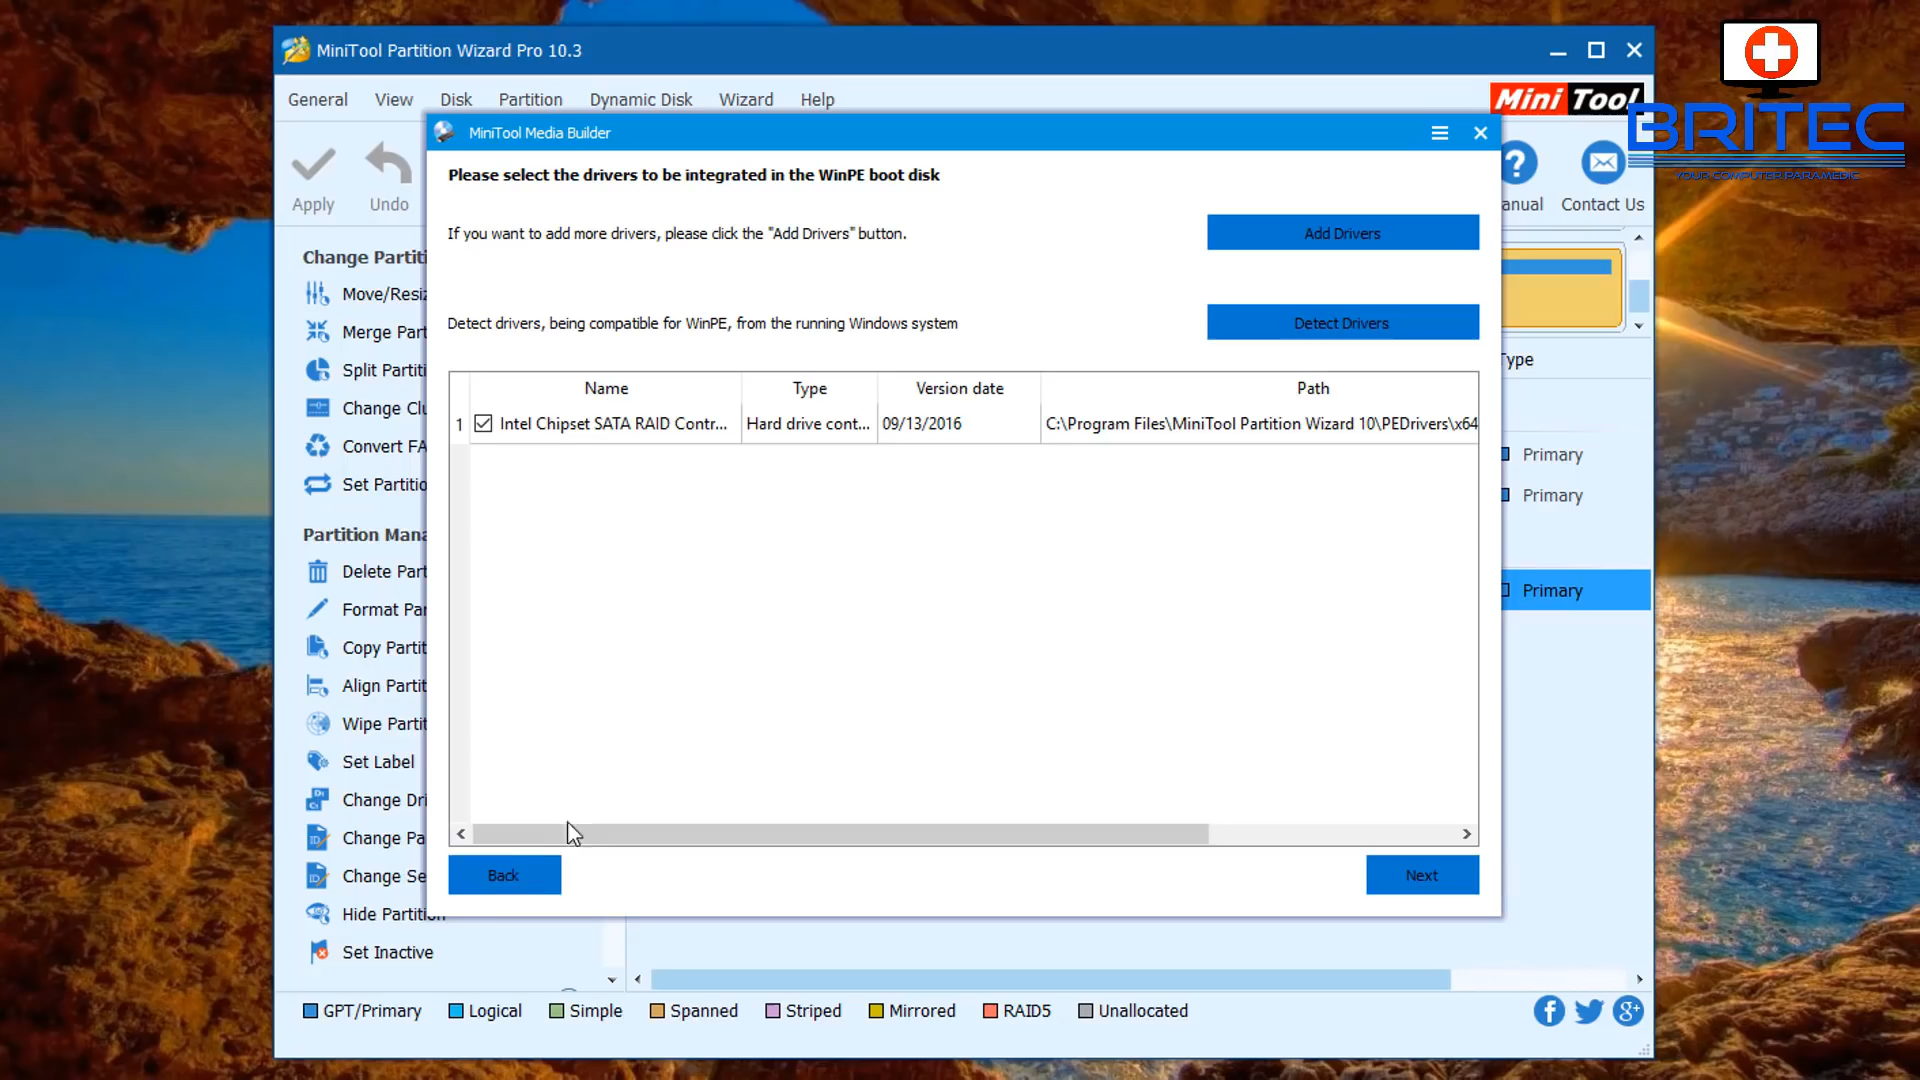 MiniTool Partition Wizard Pro 10.3
General View Disk Partition Dynamic Disk Wizard Help
Mini Tool
BRITEC
YOUR COMPUTER PARAMEDIC
MiniTool Media Builder
Apply Undo
anual Contact Us
Please select the drivers to be integrated in the WinPE boot disk
If you want to add more drivers, please click the "Add Drivers" button.
Add Drivers
Detect drivers, being compatible for WinPE, from the running Windows system
Detect Drivers
Name Type Version date Path
1 Intel Chipset SATA RAID Contr... Hard drive cont... 09/13/2016 C:\Program Files\MiniTool Partition Wizard 10\PEDrivers\x64
Back
Next
Change Partiti
Move/Resiz
Merge Part
Split Partiti
Change Clu
Convert FA
Set Partitio
Partition Mana
Delete Part
Format Par
Copy Partit
Align Partit
Wipe Partit
Set Label
Change Dri
Change Pa
Change Se
Hide Partition
Set Inactive
Type
Primary
Primary
Primary
GPT/Primary Logical Simple Spanned Striped Mirrored RAID5 Unallocated